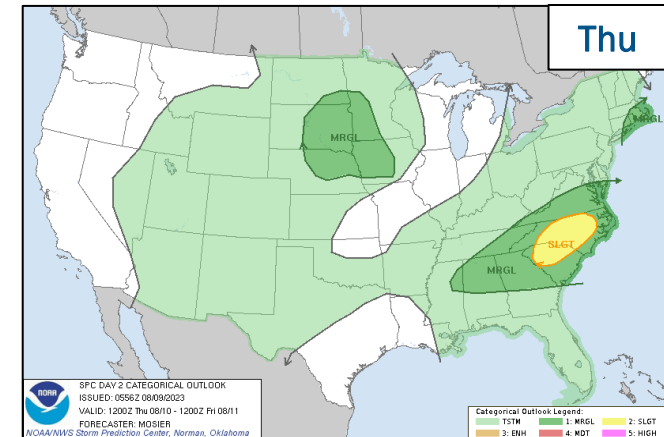 Thu
MRGL
MRGL
SLGT
MRGL
NOAA
SPC DAY 2 CATEGORICAL OUTLOOK
ISSUED: 0556Z 08/09/2023
VALID: 1200Z Thu 08/10 - 1200Z Fri 08/11
FORECASTER: MOSIER
NOAA/NWS Storm Prediction Center, Norman, Oklahoma
Categorical Outlook Legend:
TSTM 1: MRGL 2: SLGT
3: ENH 4: MDT 5: HIGH